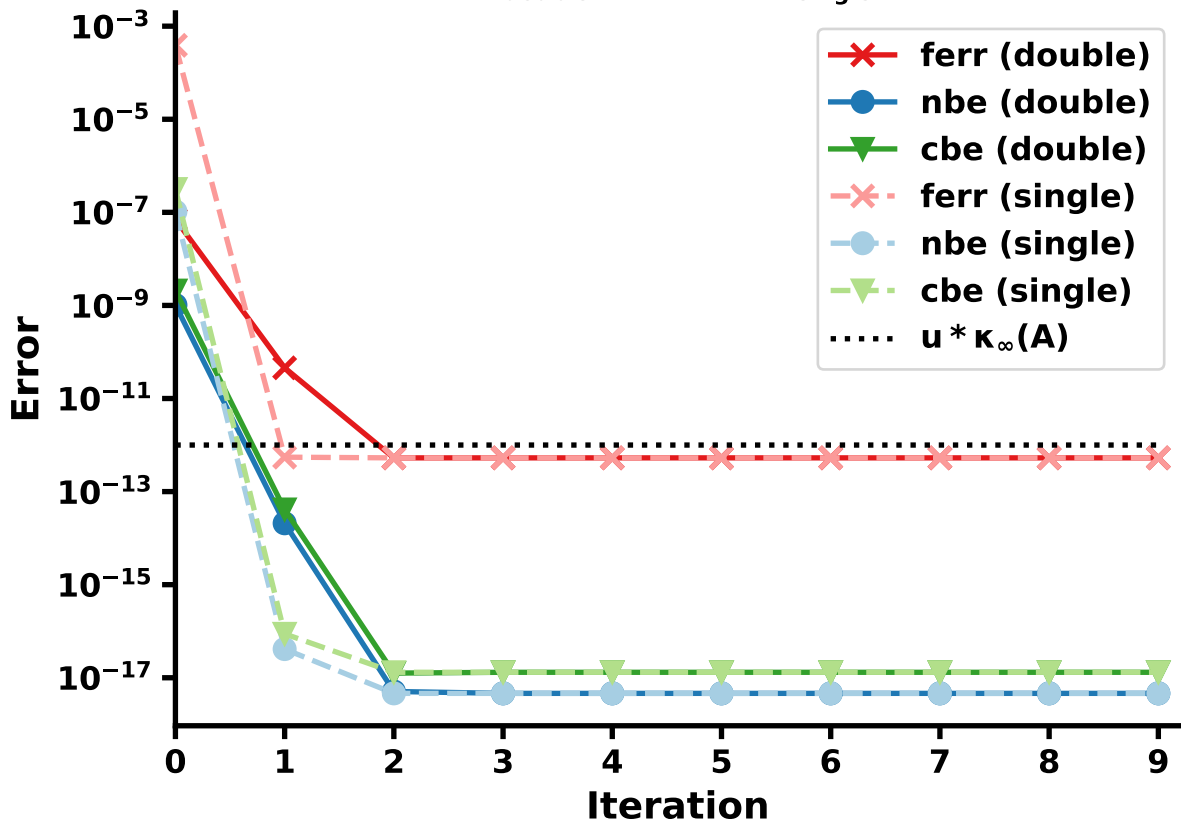 10⁻³
10⁻⁵
10⁻⁷
10⁻⁹
10⁻¹¹
10⁻¹³
10⁻¹⁵
10⁻¹⁷
Error
0 1 2 3 4 5 6 7 8 9
Iteration
ferr (double)
nbe (double)
cbe (double)
ferr (single)
nbe (single)
cbe (single)
u * κ∞(A)